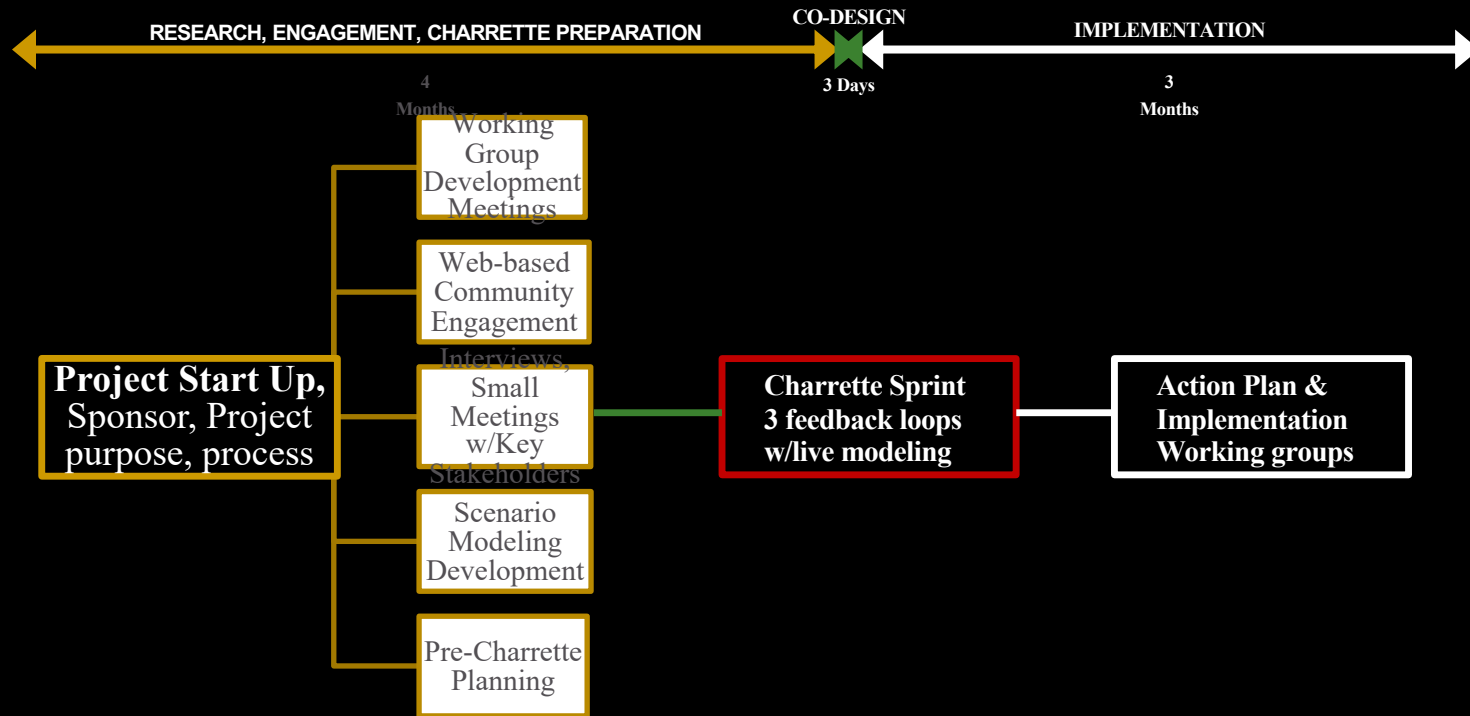 RESEARCH, ENGAGEMENT, CHARRETTE PREPARATION
CO-DESIGN
IMPLEMENTATION
4
Months
3 Days
3
Months
Project Start Up,
Sponsor, Project
purpose, process
Working
Group
Development
Meetings
Web-based
Community
Engagement
Interviews,
Small
Meetings
w/Key
Stakeholders
Scenario
Modeling
Development
Pre-Charrette
Planning
Charrette Sprint
3 feedback loops
w/live modeling
Action Plan &
Implementation
Working groups